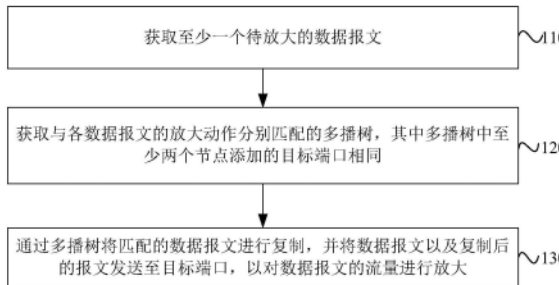 获取至少一个待放大的数据报文
110
获取与各数据报文的放大动作分别匹配的多播树，其中多播树中至
少两个节点添加的目标端口相同
120
通过多播树将匹配的数据报文进行复制，并将数据报文以及复制后
的报文发送至目标端口，以对数据报文的流量进行放大
130